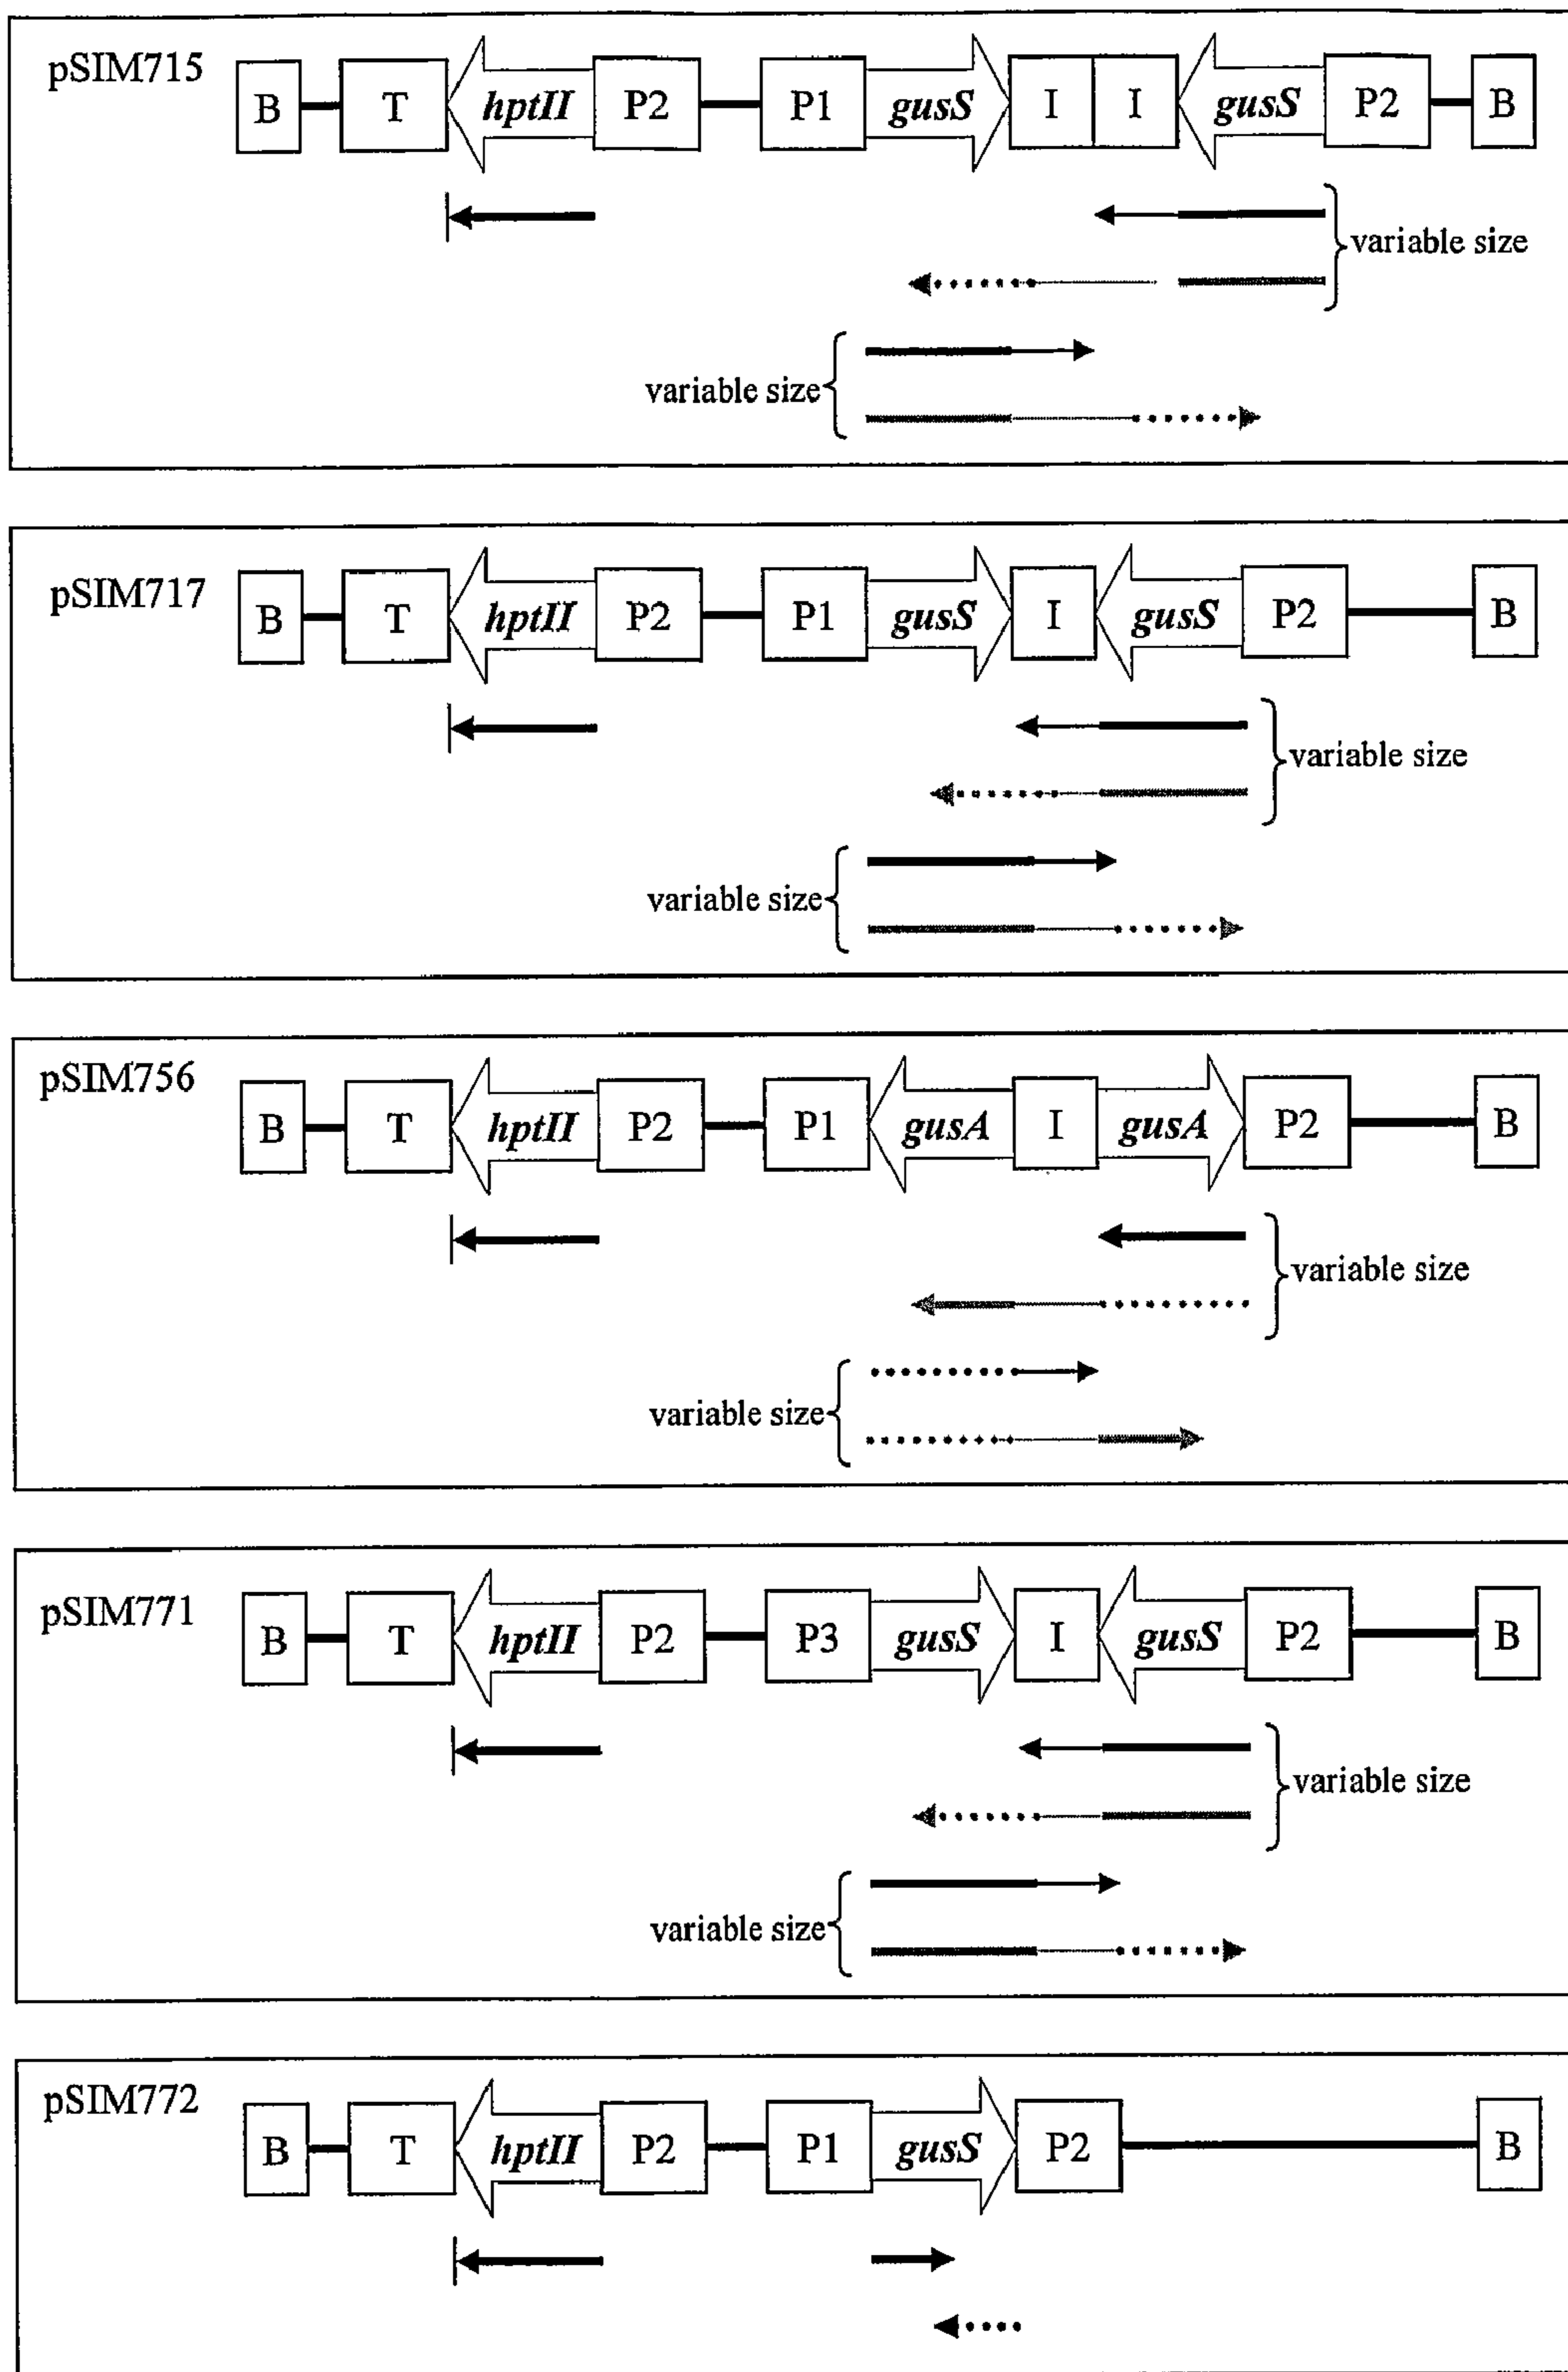 pSIM715
B T hptII P2 P1 gusS I I gusS P2 B
variable size
variable size
pSIM717
B T hptII P2 P1 gusS I gusS P2 B
variable size
variable size
pSIM756
B T hptII P2 P1 gusA I gusA P2 B
variable size
variable size
pSIM771
B T hptII P2 P3 gusS I gusS P2 B
variable size
variable size
pSIM772
B T hptII P2 P1 gusS P2 B